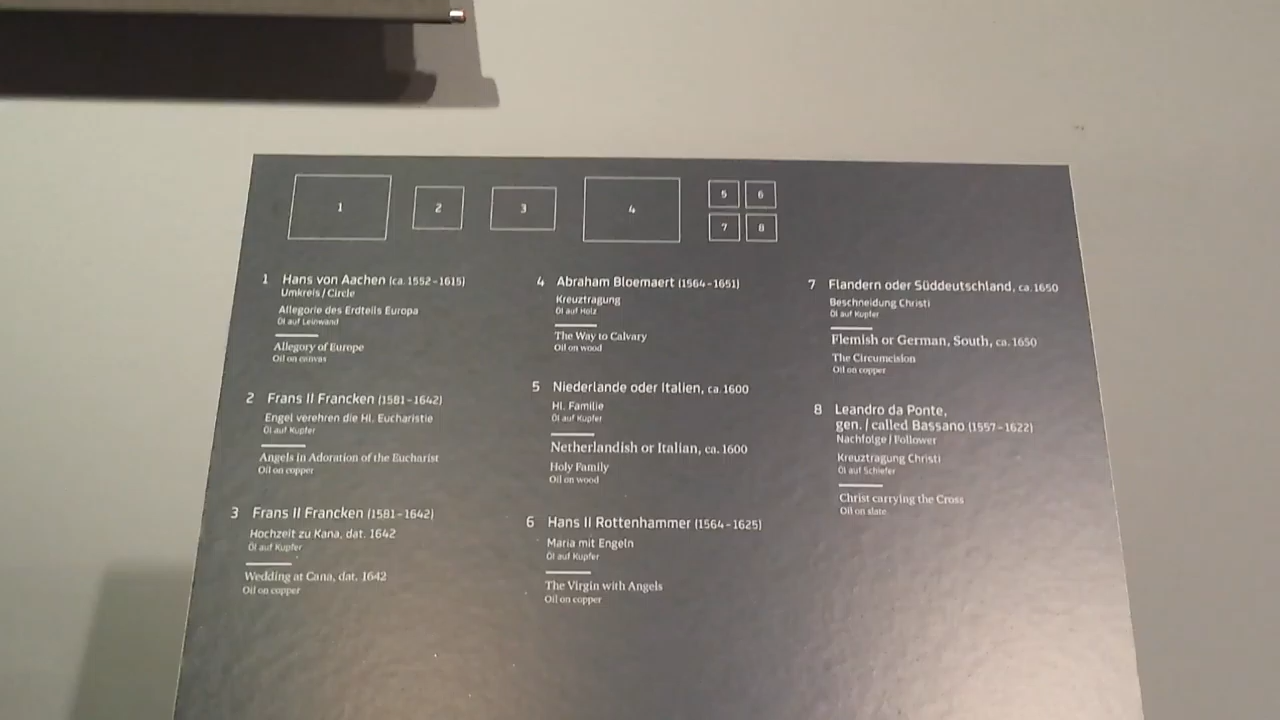 1
2
3
4
5
6
7
8
1 Hans von Aachen (ca. 1552-1615)
Umkreis / Circle
Allegorie des Erdteils Europa
Öl auf Leinwand
Allegory of Europe
Oil on canvas
2 Frans II Francken (1581-1642)
Engel verehren die Hl. Eucharistie
Öl auf Kupfer
Angels in Adoration of the Eucharist
Oil on copper
3 Frans II Francken (1581-1642)
Hochzeit zu Kana, dat. 1642
Öl auf Kupfer
Wedding at Cana, dat. 1642
Oil on copper
4 Abraham Bloemaert (1564-1651)
Kreuztragung
Öl auf Holz
The Way to Calvary
Oil on wood
5 Niederlande oder Italien, ca. 1600
Hl. Familie
Öl auf Kupfer
Netherlandish or Italian, ca. 1600
Holy Family
Oil on wood
6 Hans II Rottenhammer (1564-1625)
Maria mit Engeln
Öl auf Kupfer
The Virgin with Angels
Oil on copper
7 Flandern oder Süddeutschland, ca. 1650
Beschneidung Christi
Öl auf Kupfer
Flemish or German, South, ca. 1650
The Circumcision
Oil on copper
8 Leandro da Ponte,
gen. / called Bassano (1557-1622)
Nachfolge / Follower
Kreuztragung Christi
Öl auf Schiefer
Christ carrying the Cross
Oil on slate